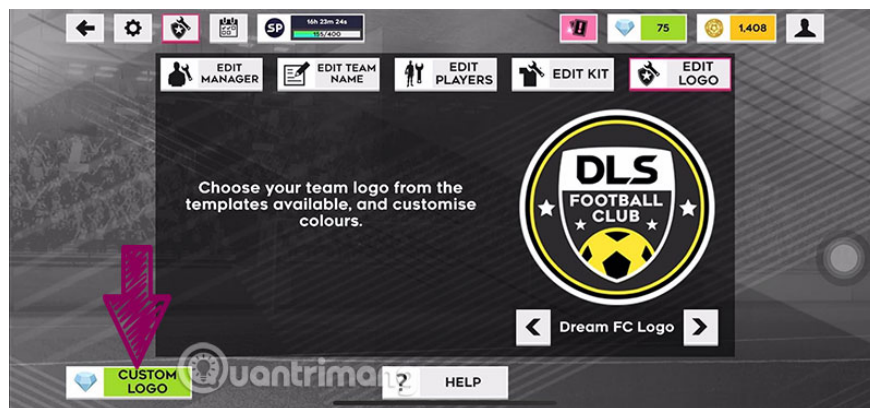 SP
16h 23m 24s
155/400
75
1,408
EDIT MANAGER
EDIT TEAM NAME
EDIT PLAYERS
EDIT KIT
EDIT LOGO
Choose your team logo from the
templates available, and customise
colours.
DLS
FOOTBALL
CLUB
Dream FC Logo
CUSTOM LOGO
Quantrimang
? HELP